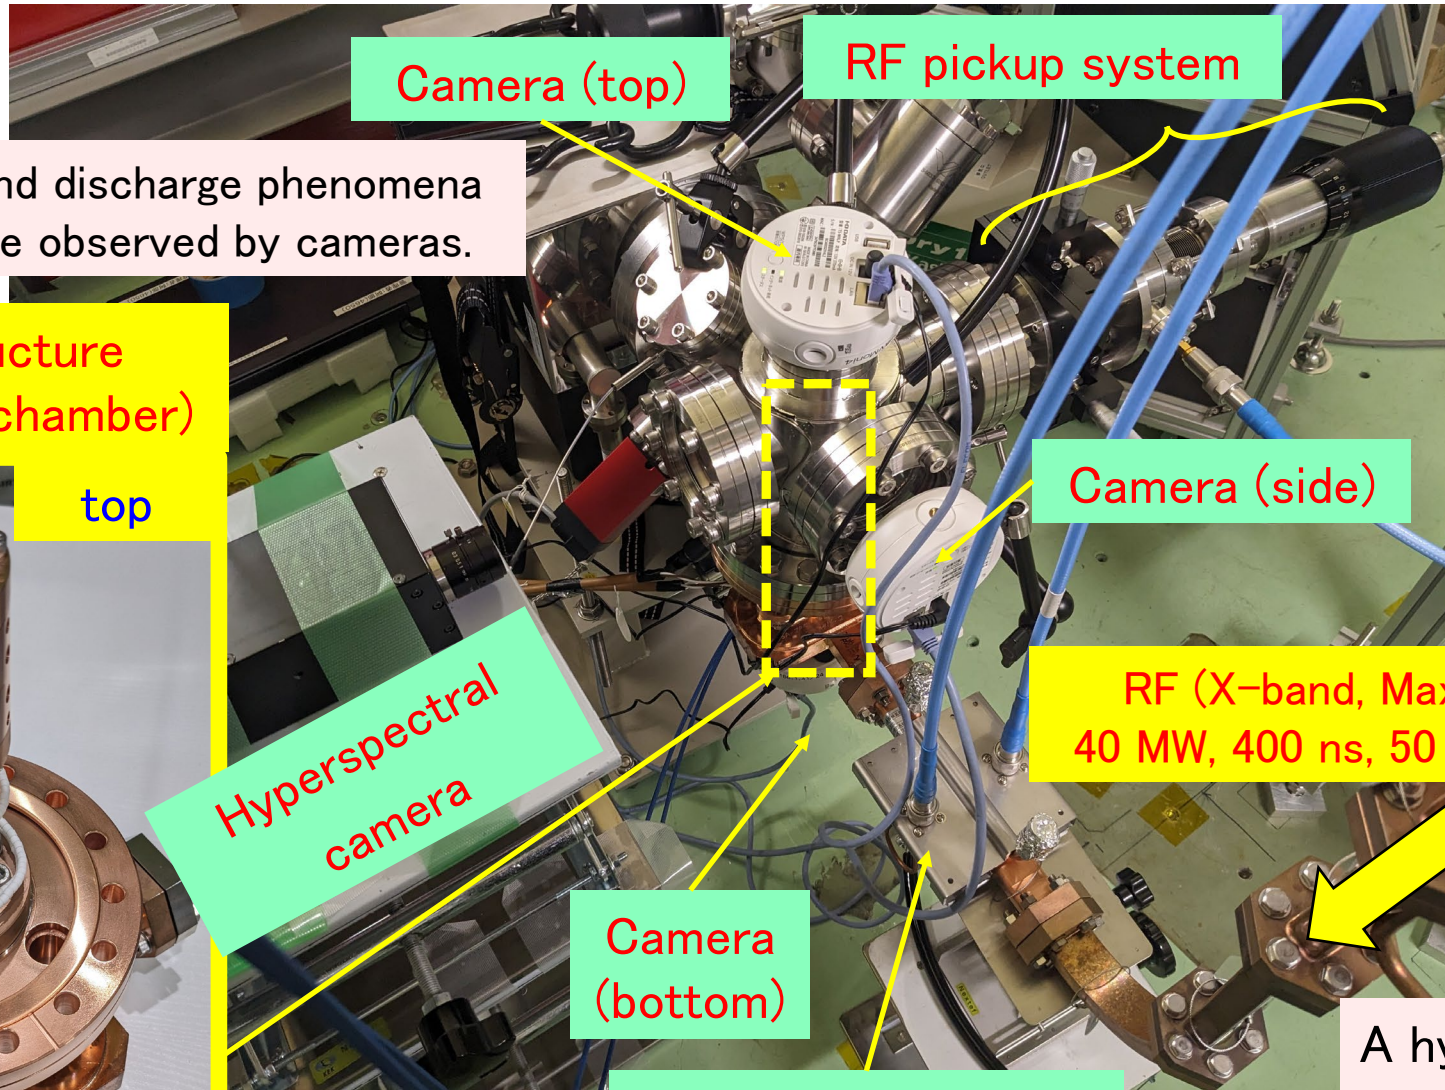 Camera (top)
RF pickup system
nd discharge phenomena
e observed by cameras.
ucture
chamber)
top
Camera (side)
RF (X-band, Max
40 MW, 400 ns, 50
Hyperspectral
camera
Camera
(bottom)
A hy